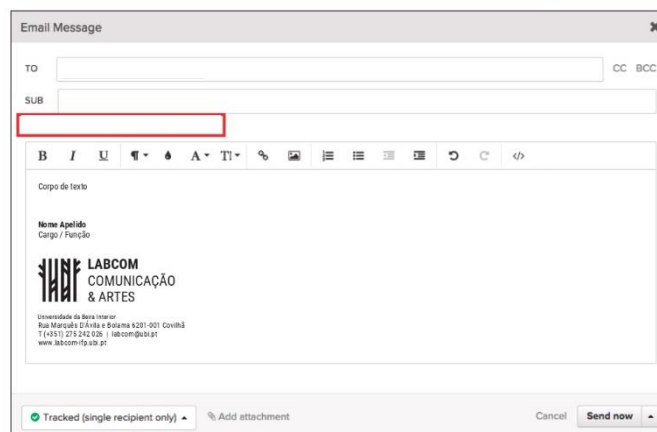 Email Message
TO
CC BCC
SUB
B I U
Corpo de texto
Nome Apelido
Cargo / Função
LABCOM
COMUNICAÇÃO
& ARTES
Universidade da Beira Interior
Rua Marquês D'Ávila e Bolama 6201-001 Covilhã
T (+351) 275 242 026 | labcom@ubi.pt
www.labcom-ifp.ubi.pt
Tracked (single recipient only) Add attachment Cancel Send now